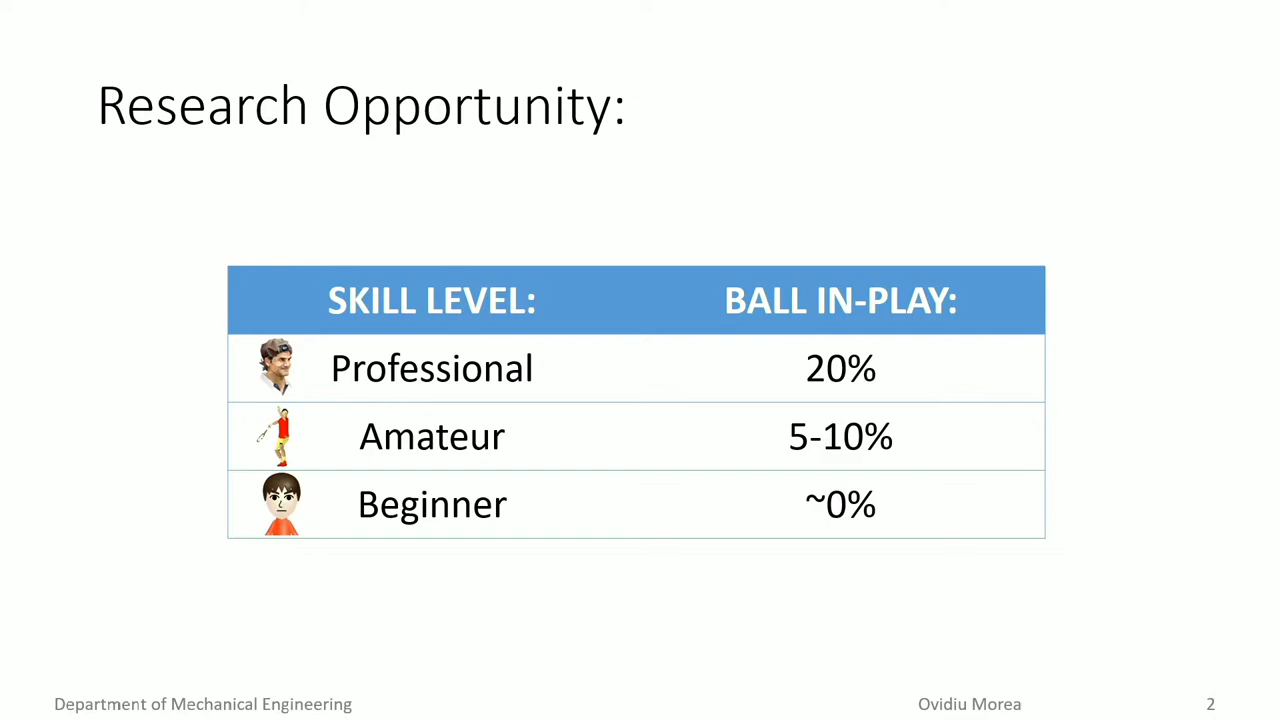 Research Opportunity:
SKILL LEVEL: BALL IN-PLAY:
Professional 20%
Amateur 5-10%
Beginner ~0%
Department of Mechanical Engineering Ovidiu Morea 2